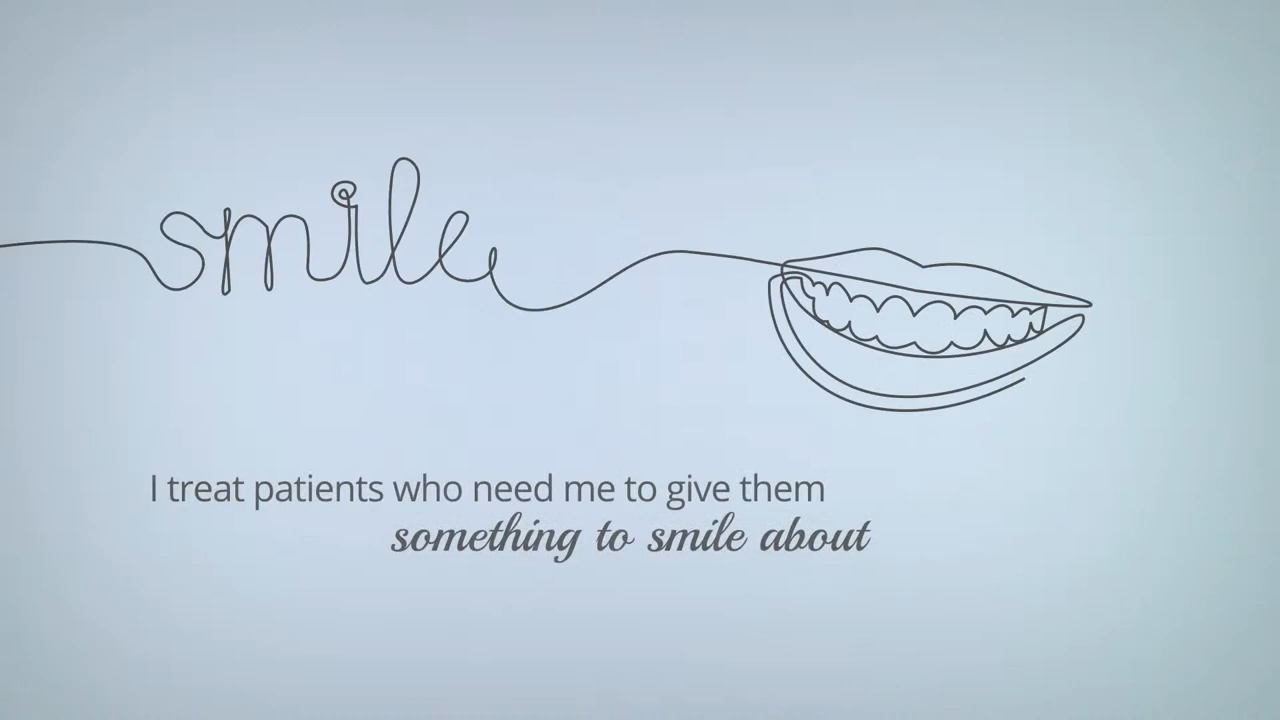 smile
I treat patients who need me to give them
something to smile about